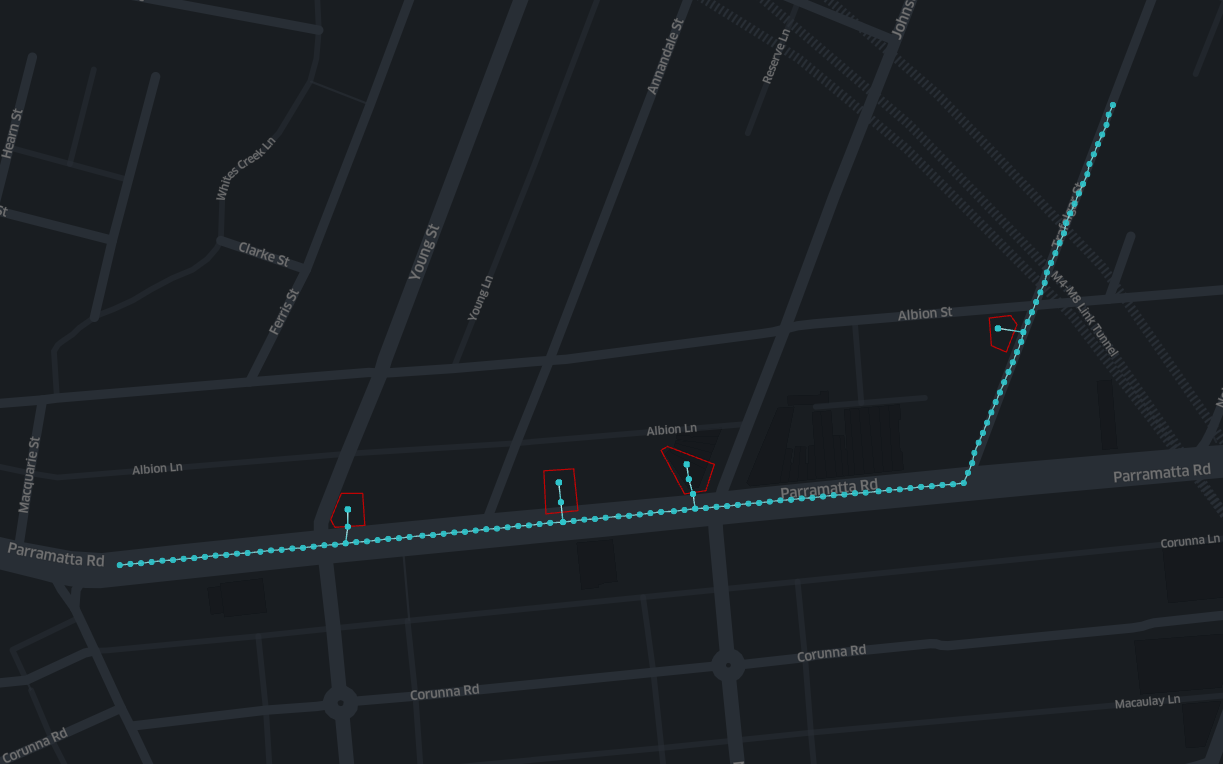 Johns
Annandale St
Reserve Ln
Hearn St
Whites Creek Ln
St
Clarke St
Young St
Young Ln
Ferris St
M4-M8 Link Tunnel
Albion St
Albion Ln
Albion Ln
Macquarie St
Parramatta Rd
Parramatta Rd
Parramatta Rd
Corunna Ln
Corunna Rd
Corunna Rd
Macaulay Ln
Corunna Rd